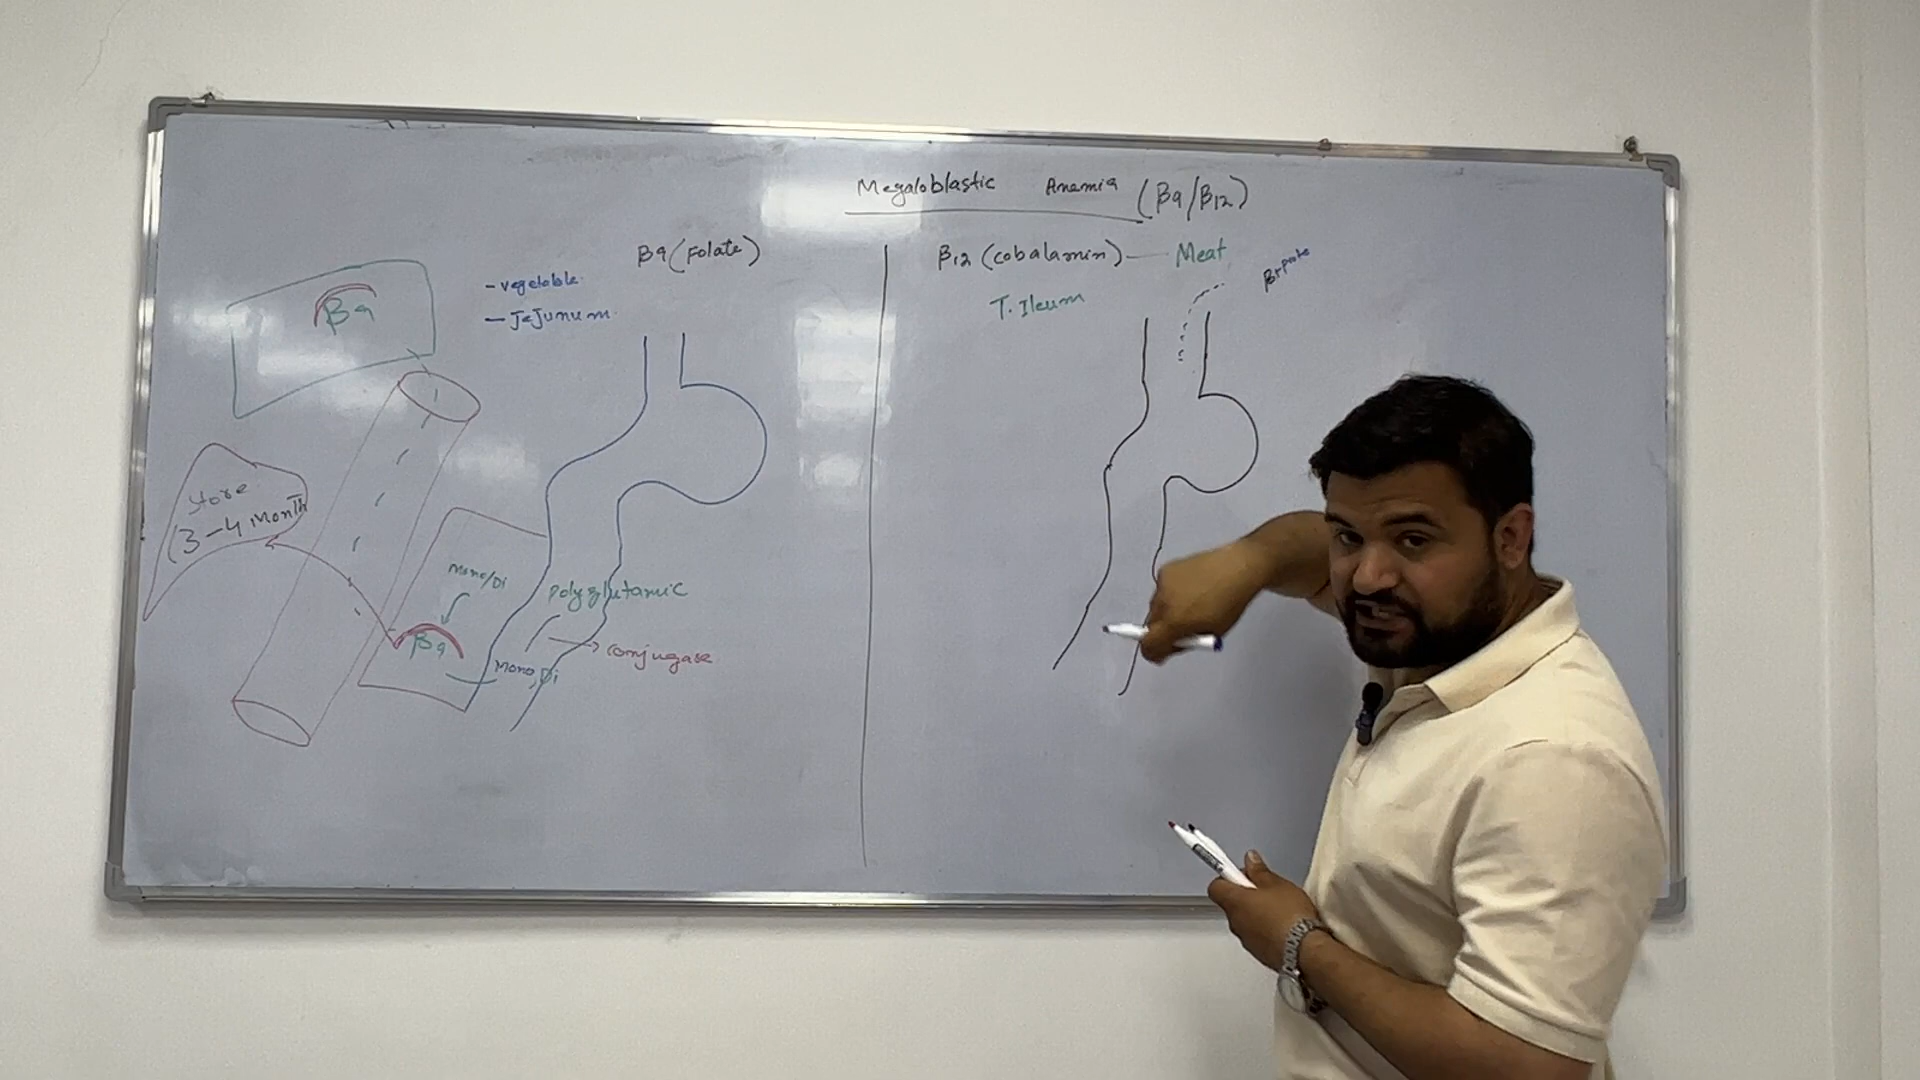 Megaloblastic Anemia (B9/B12)
B9 (Folate)
- vegetable
- Jejunum
B9
Store
(3-4 Month
Mono/Di
B9
Polyglutamic
Mono, Di
Conjugase
B12 (cobalamin) — Meat
T. Ileum